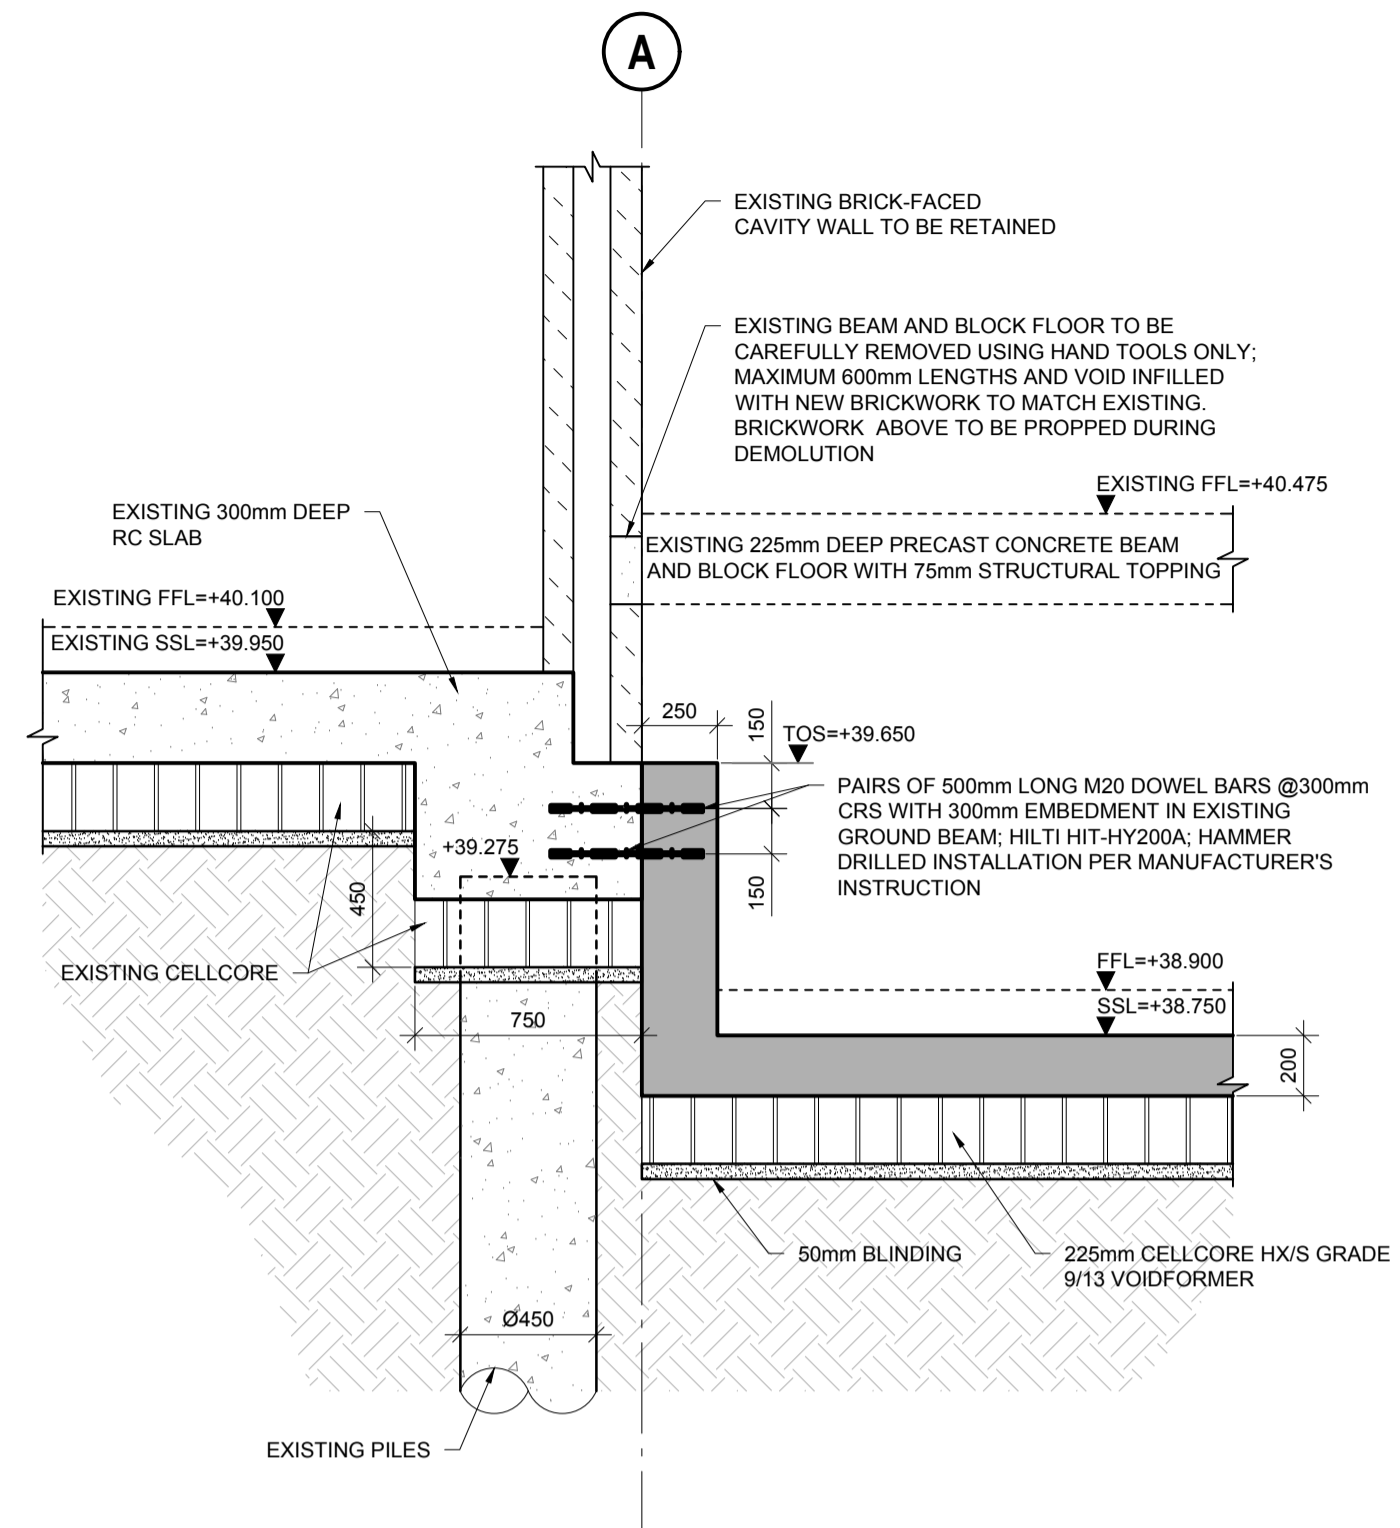 A
EXISTING BRICK-FACED
CAVITY WALL TO BE RETAINED
EXISTING BEAM AND BLOCK FLOOR TO BE
CAREFULLY REMOVED USING HAND TOOLS ONLY;
MAXIMUM 600mm LENGTHS AND VOID INFILLED
WITH NEW BRICKWORK TO MATCH EXISTING.
BRICKWORK ABOVE TO BE PROPPED DURING
DEMOLUTION
EXISTING FFL=+40.475
EXISTING 300mm DEEP
RC SLAB
EXISTING 225mm DEEP PRECAST CONCRETE BEAM
AND BLOCK FLOOR WITH 75mm STRUCTURAL TOPPING
EXISTING FFL=+40.100
EXISTING SSL=+39.950
250
150
TOS=+39.650
PAIRS OF 500mm LONG M20 DOWEL BARS @300mm
CRS WITH 300mm EMBEDMENT IN EXISTING
GROUND BEAM; HILTI HIT-HY200A; HAMMER
DRILLED INSTALLATION PER MANUFACTURER'S
INSTRUCTION
+39.275
450
150
EXISTING CELLCORE
FFL=+38.900
SSL=+38.750
750
200
50mm BLINDING
225mm CELLCORE HX/S GRADE
9/13 VOIDFORMER
Ø450
EXISTING PILES